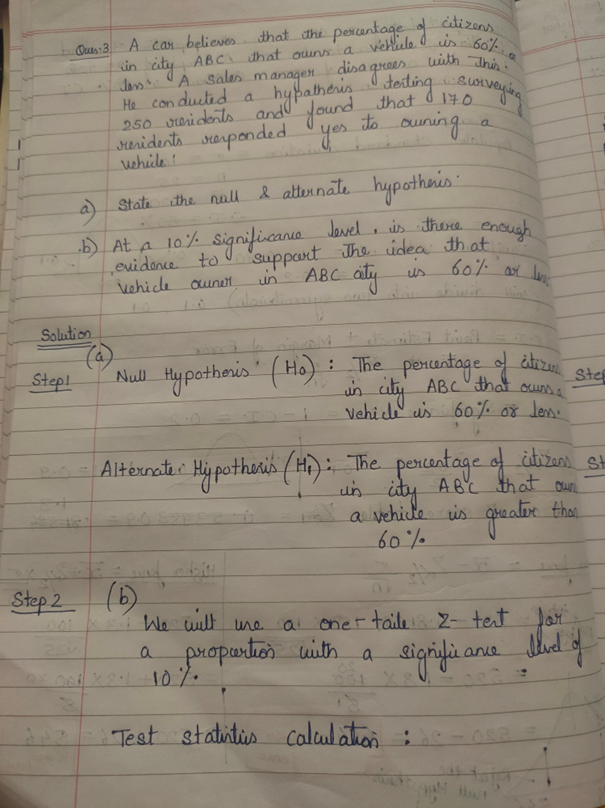 Ques:3 A car believes that the percentage of citizens
in city ABC that owns a vehicle is 60% or
less. A sales manager disagrees with this.
He conducted a hypothesis testing surveying
250 residents and found that 170
residents responded yes to owning a
vehicle.
a) State the null & alternate hypothesis.
b) At a 10% significance level, is there enough
evidence to support the idea that
vehicle owner in ABC city is 60% or less
Solution
(a)
Step1 Null Hypothesis (H0) : The percentage of citizens
in city ABC that owns a
vehicle is 60% or less.
Alternate Hypothesis (H1) : The percentage of citizens
in city ABC that own
a vehicle is greater than
60%
Step 2 (b)
We will use a one-taile Z-test for
a proportion with a significance level of
10%.
Test statistics calculation :